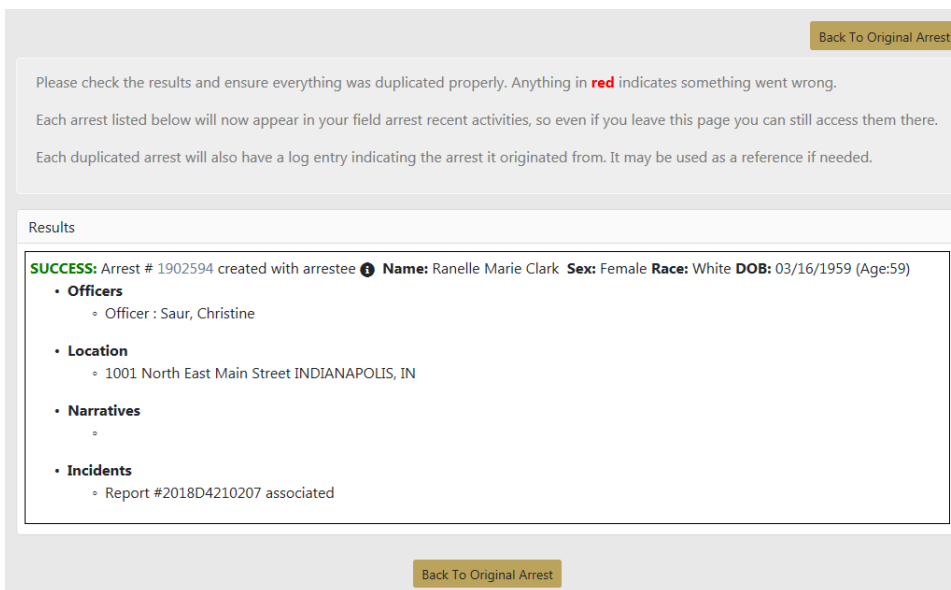 Back To Original Arrest
Please check the results and ensure everything was duplicated properly. Anything in red indicates something went wrong.
Each arrest listed below will now appear in your field arrest recent activities, so even if you leave this page you can still access them there.
Each duplicated arrest will also have a log entry indicating the arrest it originated from. It may be used as a reference if needed.
Results
SUCCESS: Arrest # 1902594 created with arrestee Name: Ranelle Marie Clark Sex: Female Race: White DOB: 03/16/1959 (Age:59)
• Officers
◦ Officer : Saur, Christine
• Location
◦ 1001 North East Main Street INDIANAPOLIS, IN
• Narratives
◦
• Incidents
◦ Report #2018D4210207 associated
Back To Original Arrest